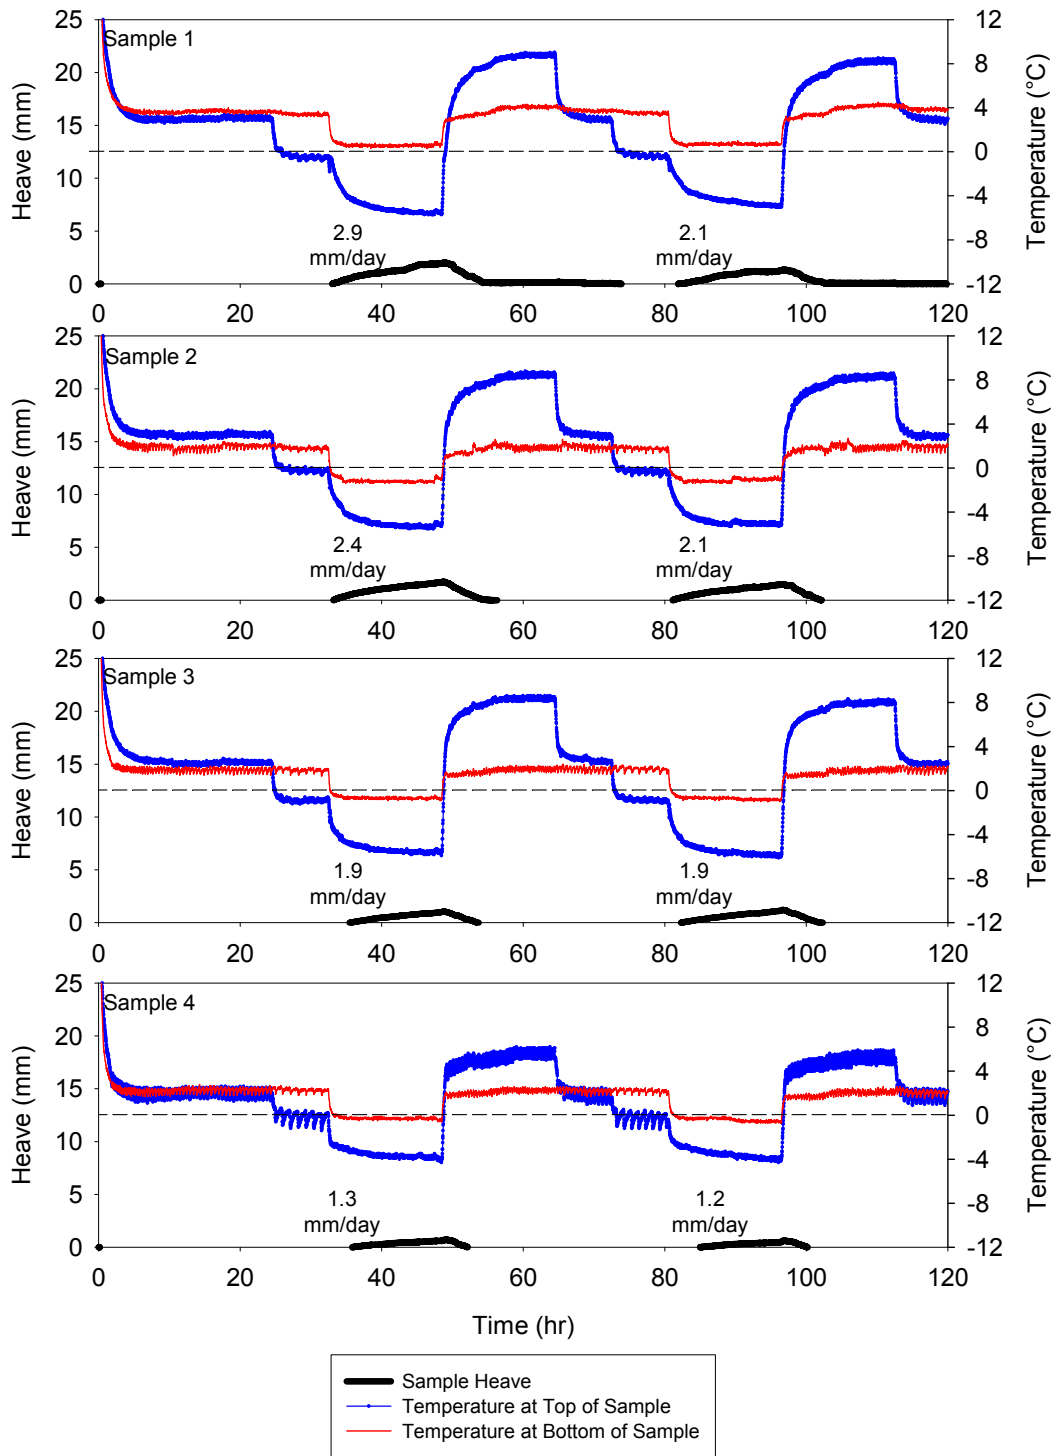 25
20
15
10
5
0
Heave (mm)
Sample 1
2.9
mm/day
2.1
mm/day
12
8
4
0
-4
-8
-12
Temperature (°C)
0 20 40 60 80 100 120
25
20
15
10
5
0
Heave (mm)
Sample 2
2.4
mm/day
2.1
mm/day
12
8
4
0
-4
-8
-12
Temperature (°C)
0 20 40 60 80 100 120
25
20
15
10
5
0
Heave (mm)
Sample 3
1.9
mm/day
1.9
mm/day
12
8
4
0
-4
-8
-12
Temperature (°C)
0 20 40 60 80 100 120
25
20
15
10
5
0
Heave (mm)
Sample 4
1.3
mm/day
1.2
mm/day
12
8
4
0
-4
-8
-12
Temperature (°C)
0 20 40 60 80 100 120
Time (hr)
Sample Heave
Temperature at Top of Sample
Temperature at Bottom of Sample